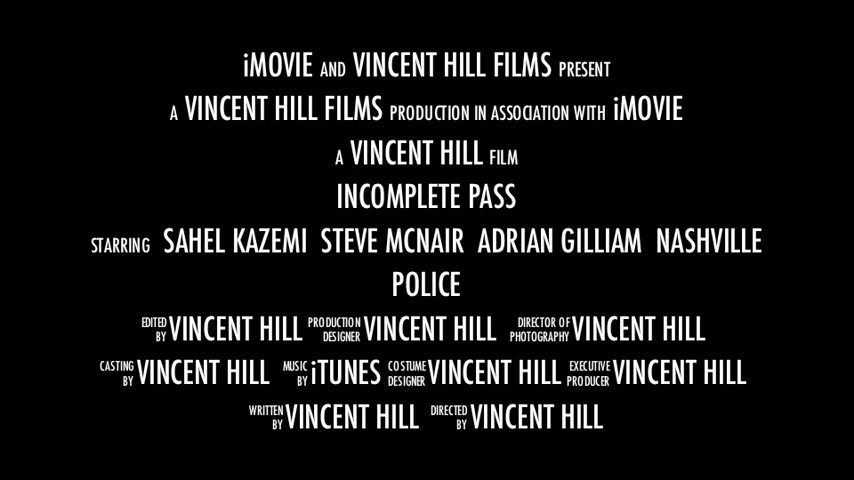 iMOVIE AND VINCENT HILL FILMS PRESENT
A VINCENT HILL FILMS PRODUCTION IN ASSOCIATION WITH iMOVIE
A VINCENT HILL FILM
INCOMPLETE PASS
STARRING SAHEL KAZEMI STEVE MCNAIR ADRIAN GILLIAM NASHVILLE
POLICE
EDITED BY VINCENT HILL PRODUCTION DESIGNER VINCENT HILL DIRECTOR OF PHOTOGRAPHY VINCENT HILL
CASTING BY VINCENT HILL MUSIC BY iTUNES COSTUME DESIGNER VINCENT HILL EXECUTIVE PRODUCER VINCENT HILL
WRITTEN BY VINCENT HILL DIRECTED BY VINCENT HILL